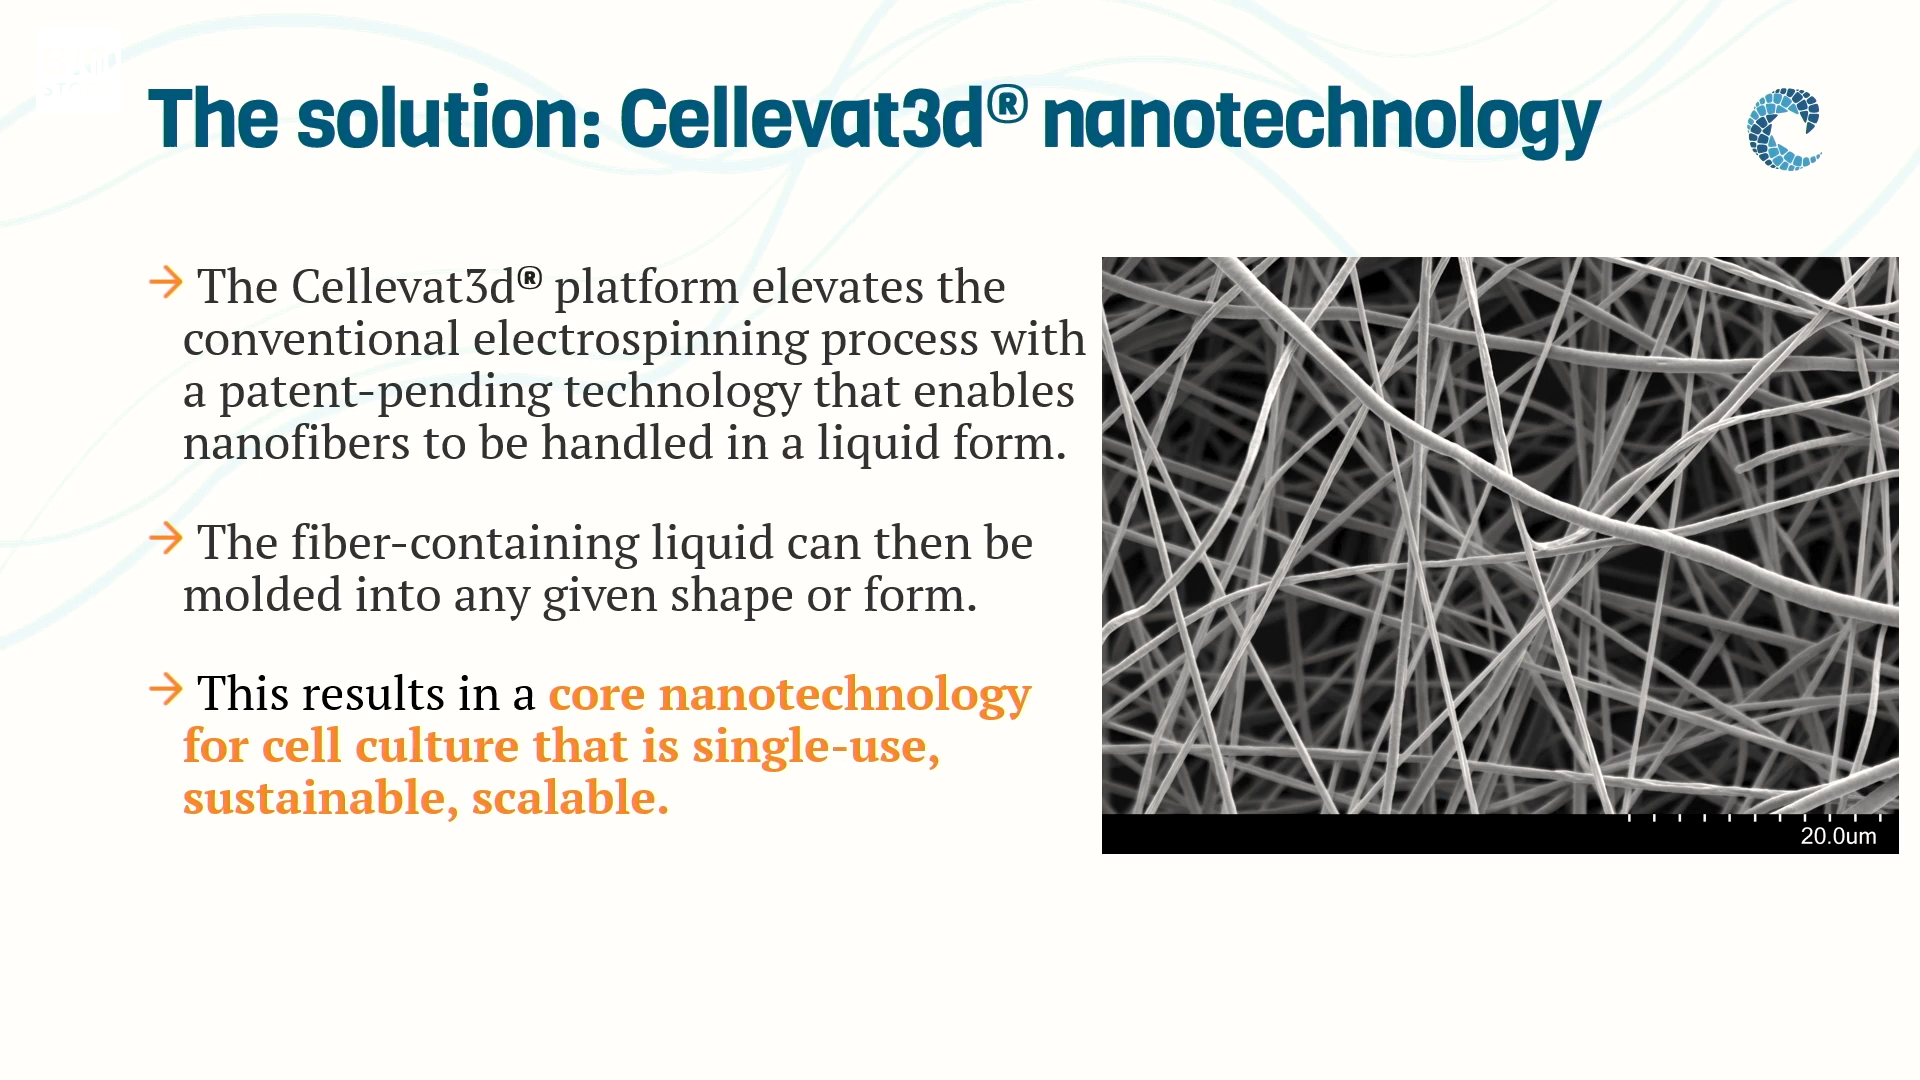 The solution: Cellevat3d® nanotechnology
→ The Cellevat3d® platform elevates the
conventional electrospinning process with
a patent-pending technology that enables
nanofibers to be handled in a liquid form.
→ The fiber-containing liquid can then be
molded into any given shape or form.
→ This results in a core nanotechnology
for cell culture that is single-use,
sustainable, scalable.
20.0um